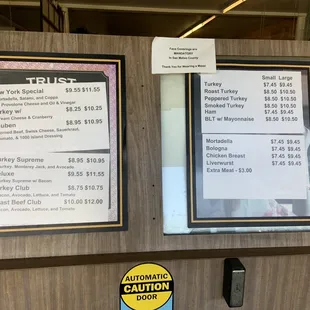 York Special $9.55 $11.55
Mortadella, Salami, and Coppa
Provolone Cheese and Oil & Vinegar
Turkey w/ $8.25 $10.25
Cream Cheese & Cranberry
Reuben $8.95 $10.95
Corned Beef, Swiss Cheese, Sauerkraut,
& 1000 Island Dressing
Turkey Supreme $8.95 $10.95
Turkey, Monterey Jack, and Avocado
Deluxe $9.55 $11.55
Turkey Supreme w/ Bacon
Turkey Club $8.75 $10.75
Bacon, Avocado, Lettuce, and Tomato
Roast Beef Club $10.00 $12.00
Bacon, Avocado, Lettuce, and Tomato
TRUST
Face Coverings are
MANDATORY
in San Mateo County
Thank You for Wearing a Mask!
Small Large
Turkey $7.45 $9.45
Roast Turkey $8.50 $10.50
Peppered Turkey $8.50 $10.50
Smoked Turkey $8.50 $10.50
Ham $7.45 $9.45
BLT w/ Mayonnaise $8.50 $10.50
Mortadella $7.45 $9.45
Bologna $7.45 $9.45
Chicken Breast $7.45 $9.45
Liverwurst $7.45 $9.45
Extra Meat - $3.00
AUTOMATIC
CAUTION
DOOR